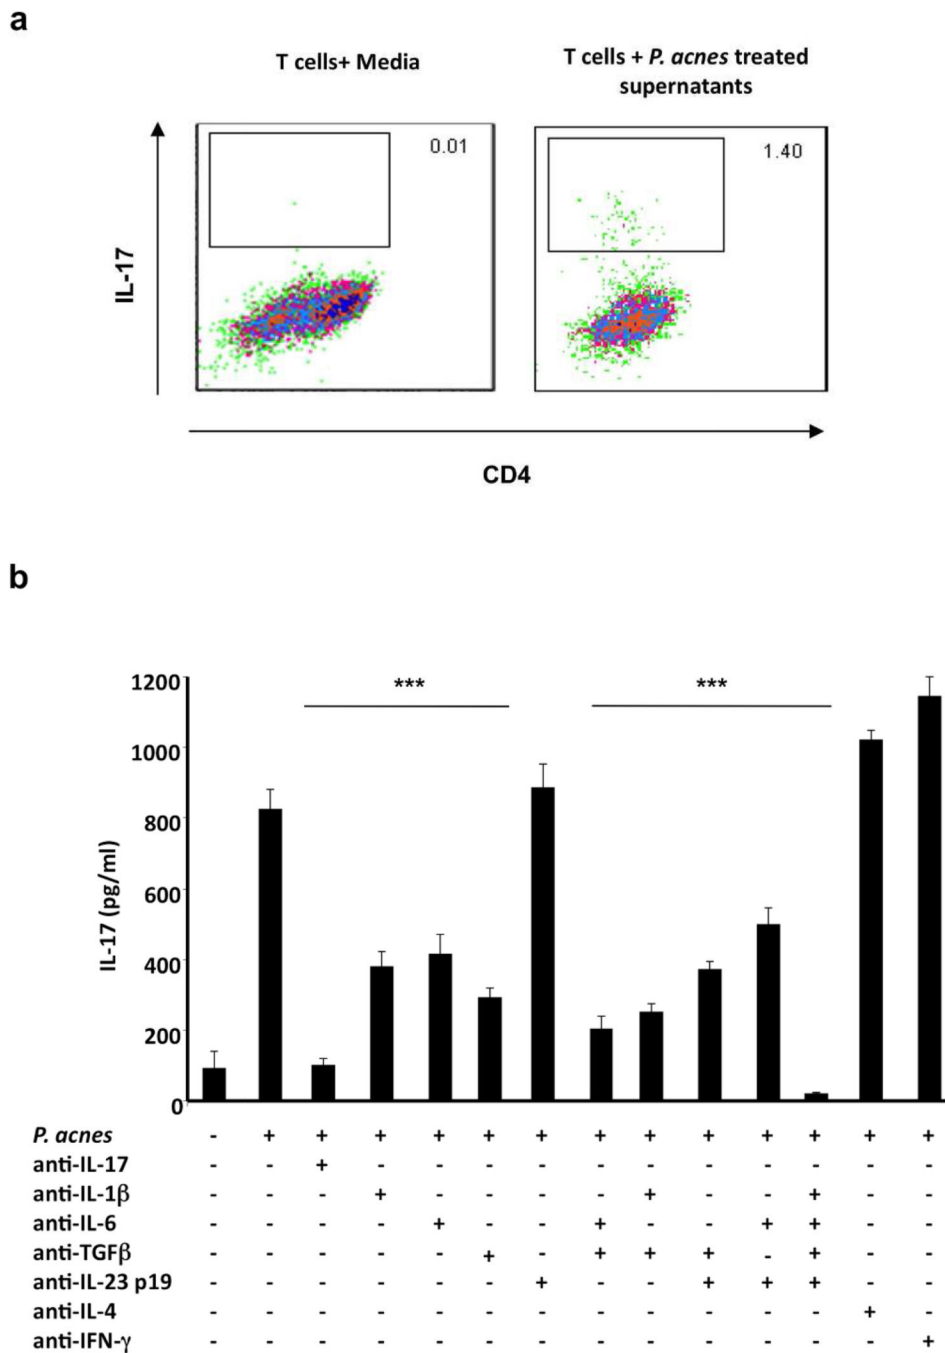 a
T cells+ Media
T cells + P. acnes treated
supernatants
0.01
1.40
IL-17
CD4
b
1200
1000
800
600
400
200
0
IL-17 (pg/ml)
***
***
P. acnes - + + + + + + + + + + + + +
anti-IL-17 - - + - - - - - - - - - - -
anti-IL-1β - - - + - - - - + - - + - -
anti-IL-6 - - - - + - - + - - + + - -
anti-TGFβ - - - - - + - + + + - + - -
anti-IL-23 p19 - - - - - - + - - + + + - -
anti-IL-4 - - - - - - - - - - - - + -
anti-IFN-γ - - - - - - - - - - - - - +